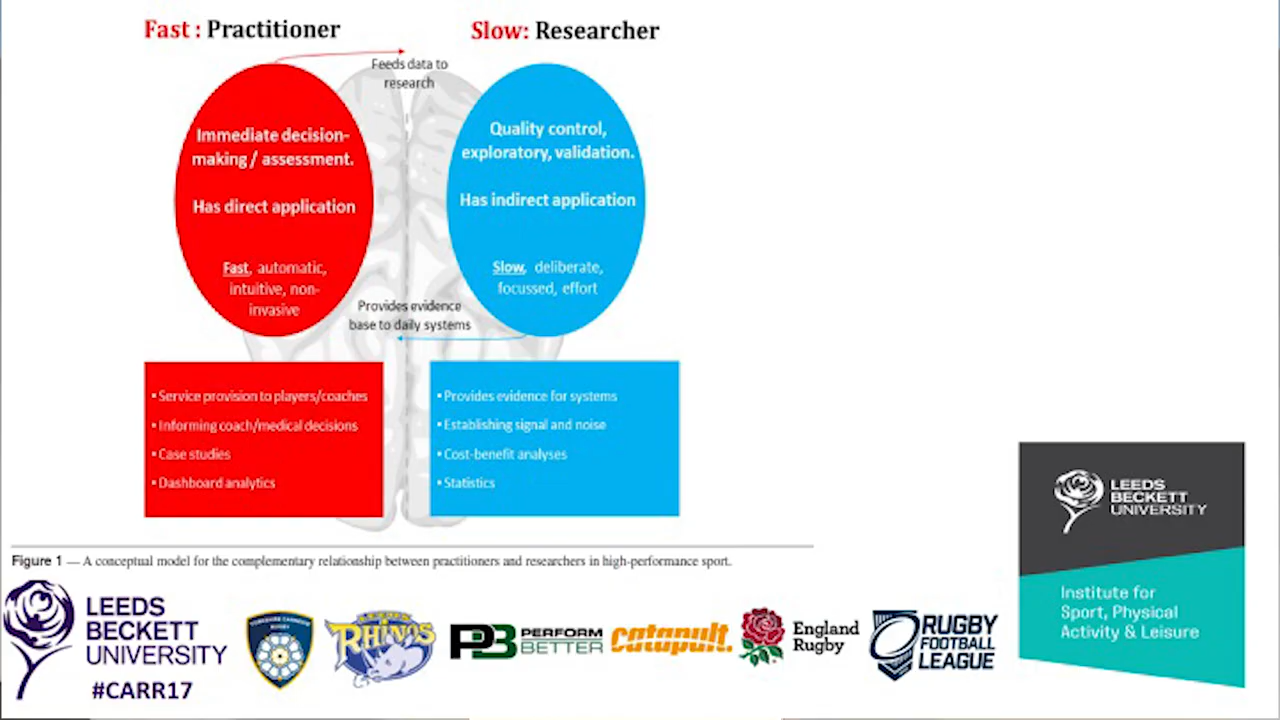 Fast : Practitioner
Slow: Researcher
Feeds data to
research
Immediate decision-
making / assessment.
Has direct application
Fast, automatic,
intuitive, non-
invasive
Quality control,
exploratory, validation.
Has indirect application
Slow, deliberate,
focussed, effort
Provides evidence
base to daily systems
▪ Service provision to players/coaches
▪ Informing coach/medical decisions
▪ Case studies
▪ Dashboard analytics
▪ Provides evidence for systems
▪ Establishing signal and noise
▪ Cost-benefit analyses
▪ Statistics
Figure 1 — A conceptual model for the complementary relationship between practitioners and researchers in high-performance sport.
LEEDS
BECKETT
UNIVERSITY
#CARR17
YORKSHIRE CARNEGIE
RUGBY
RHINOS
PB PERFORM
BETTER
catapult.
England
Rugby
RUGBY
FOOTBALL
LEAGUE
LEEDS
BECKETT
UNIVERSITY
Institute for
Sport, Physical
Activity & Leisure